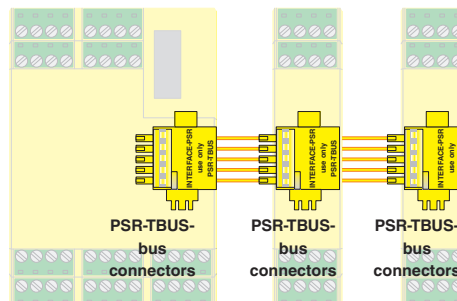 INTERFACE-PSR
use only
PSR-TBUS
INTERFACE-PSR
use only
PSR-TBUS
INTERFACE-PSR
use only
PSR-TBUS
PSR-TBUS-
bus
connectors
PSR-TBUS-
bus
connectors
PSR-TBUS-
bus
connectors